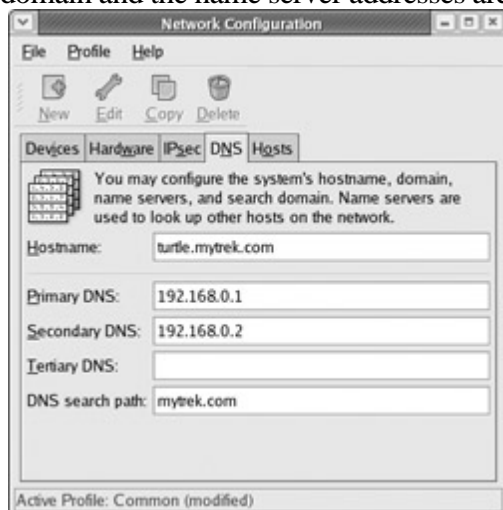 domain and the name server addresses are
Network Configuration
File Profile Help
New Edit Copy Delete
Devices Hardware IPsec DNS Hosts
You may configure the system's hostname, domain,
name servers, and search domain. Name servers are
used to look up other hosts on the network.
Hostname: turtle.mytrek.com
Primary DNS: 192.168.0.1
Secondary DNS: 192.168.0.2
Tertiary DNS:
DNS search path: mytrek.com
Active Profile: Common (modified)